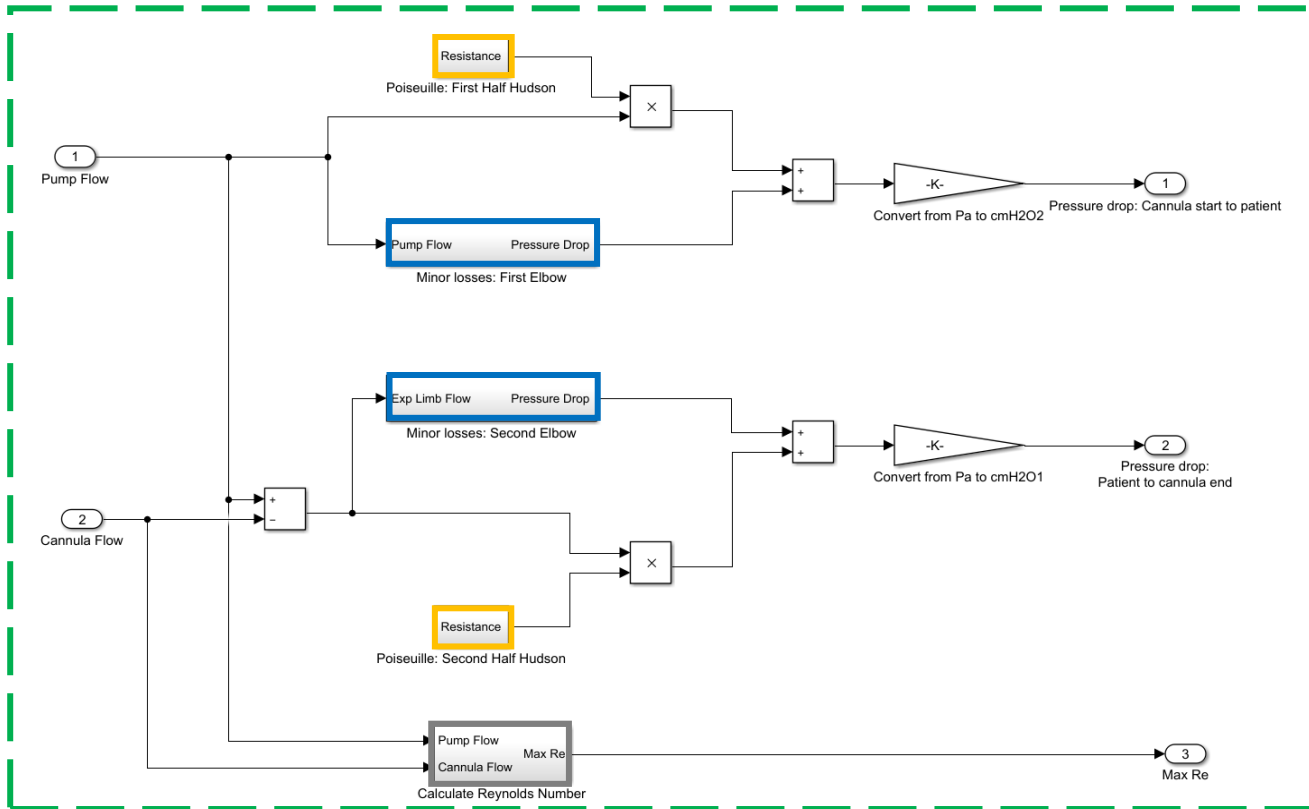 Resistance
Poiseuille: First Half Hudson
×
1
Pump Flow
+
+
-K-
Convert from Pa to cmH2O2
1
Pressure drop: Cannula start to patient
Pump Flow Pressure Drop
Minor losses: First Elbow
Exp Limb Flow Pressure Drop
Minor losses: Second Elbow
+
+
-K-
Convert from Pa to cmH2O1
2
Pressure drop:
Patient to cannula end
2
Cannula Flow
+
−
×
Resistance
Poiseuille: Second Half Hudson
Pump Flow
Cannula Flow
Max Re
Calculate Reynolds Number
3
Max Re